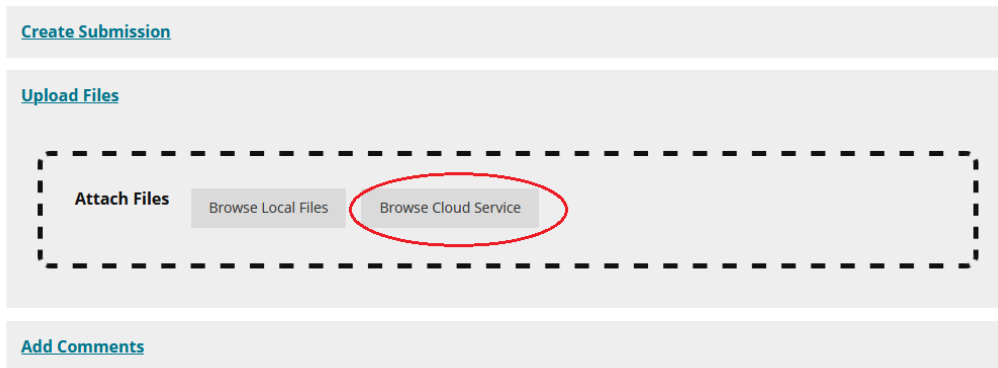 Create Submission
Upload Files
Attach Files Browse Local Files Browse Cloud Service
Add Comments